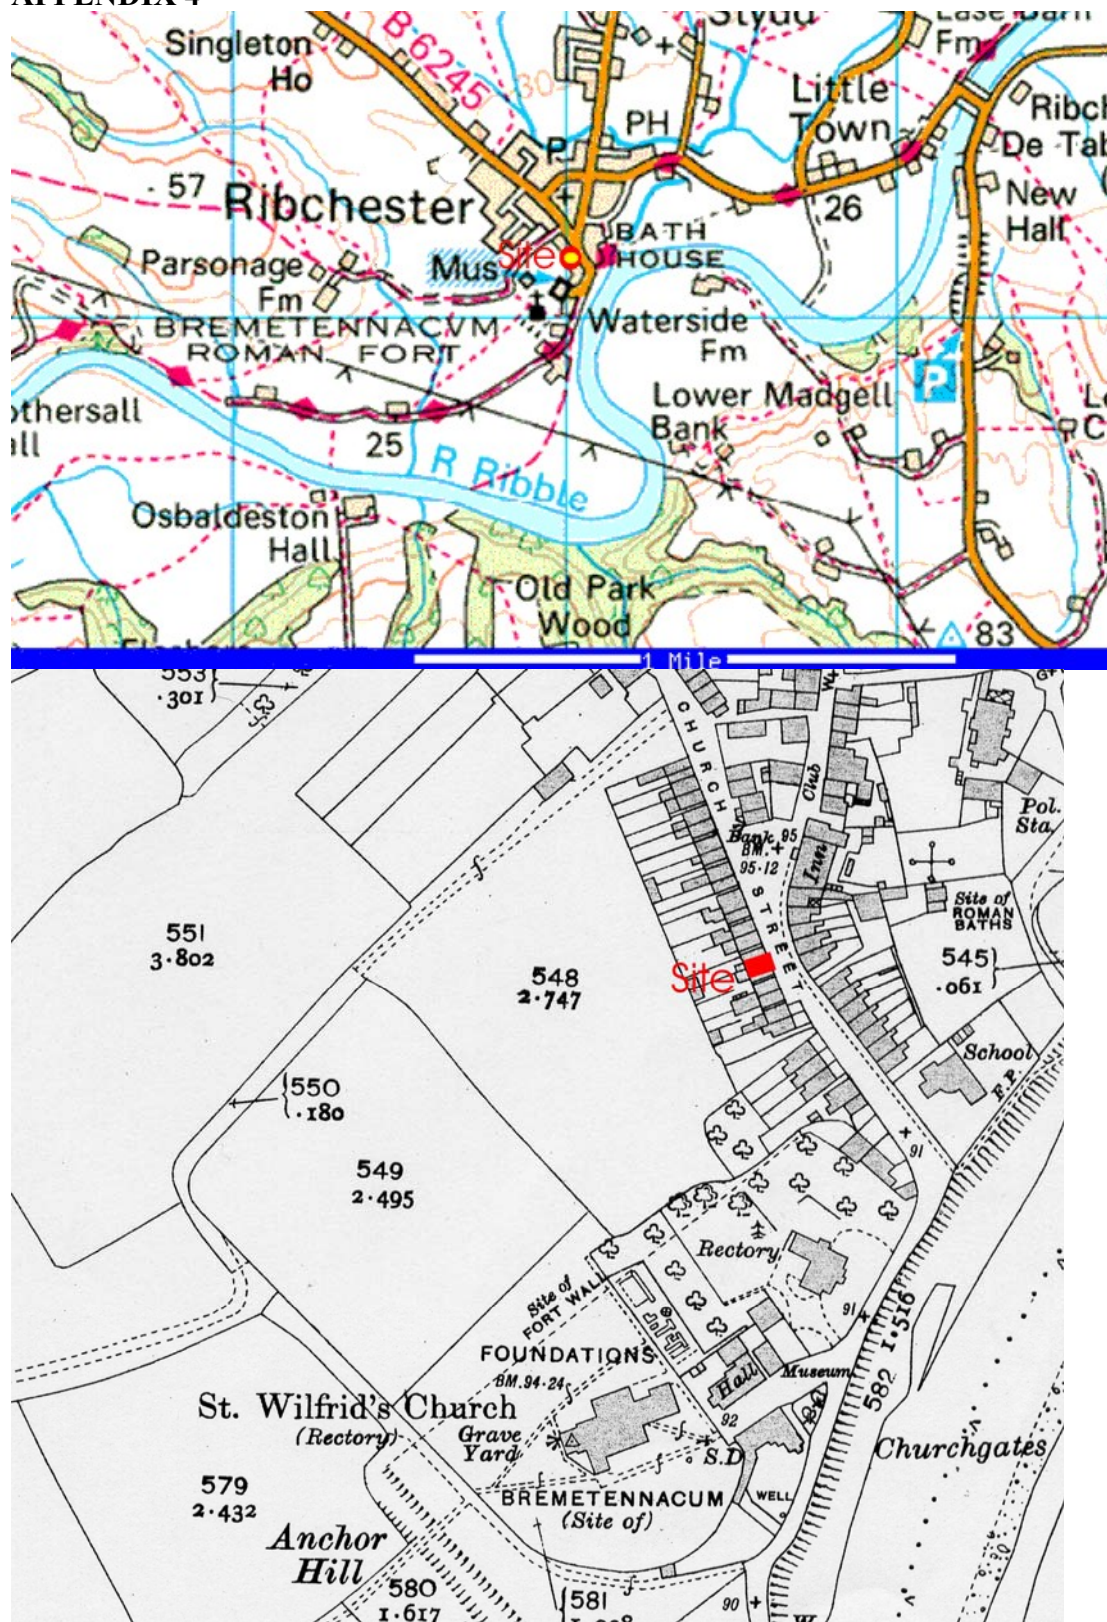 APPENDIX 4
Singleton
Ho
B 6245
Stydd
Fm
Little
Town
PH
P
57
Ribchester
De Tab
26
New
Hall
BATH
HOUSE
Site
Mus
Parsonage
Fm
BREMETENNACVM
ROMAN FORT
Waterside
Fm
P
Lower Madgell
Bank
othersall
all
25
R Ribble
Osbaldeston
Hall
Old Park
Wood
83
1 Mile
553
.301
CHURCH
STREET
Club
Pol.
Sta.
Bank 95
BM.
95.12
Inn
Site of
ROMAN
BATHS
545
.061
551
3.802
548
2.747
Site
School
F.P.
550
.180
549
2.495
91
Rectory
Site of
FORT WALL
91
582 1.516
FOUNDATIONS
BM.94.24
Hall
Museum
St. Wilfrid's Church
(Rectory)
Grave
Yard
92
S.D
Churchgates
579
2.432
BREMETENNACUM
(Site of)
WELL
Anchor
Hill
580
1.617
581
90
W